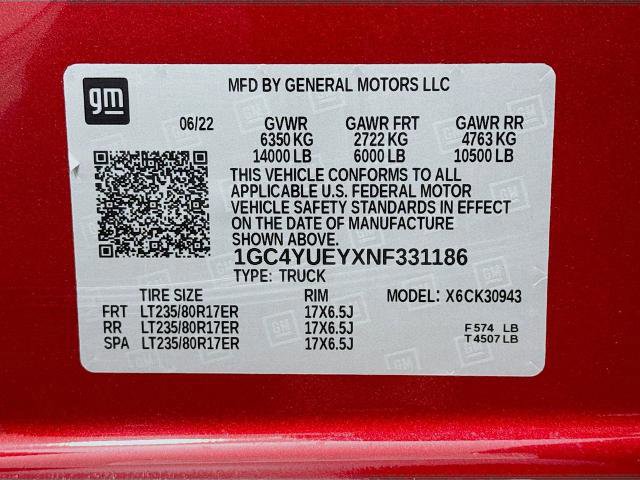 gm
MFD BY GENERAL MOTORS LLC
06/22 GVWR GAWR FRT GAWR RR
6350 KG 2722 KG 4763 KG
14000 LB 6000 LB 10500 LB
THIS VEHICLE CONFORMS TO ALL
APPLICABLE U.S. FEDERAL MOTOR
VEHICLE SAFETY STANDARDS IN EFFECT
ON THE DATE OF MANUFACTURE
SHOWN ABOVE.
1GC4YUEYXNF331186
TYPE: TRUCK
TIRE SIZE RIM MODEL: X6CK30943
FRT LT235/80R17ER 17X6.5J
RR LT235/80R17ER 17X6.5J F 574 LB
SPA LT235/80R17ER 17X6.5J T 4507 LB